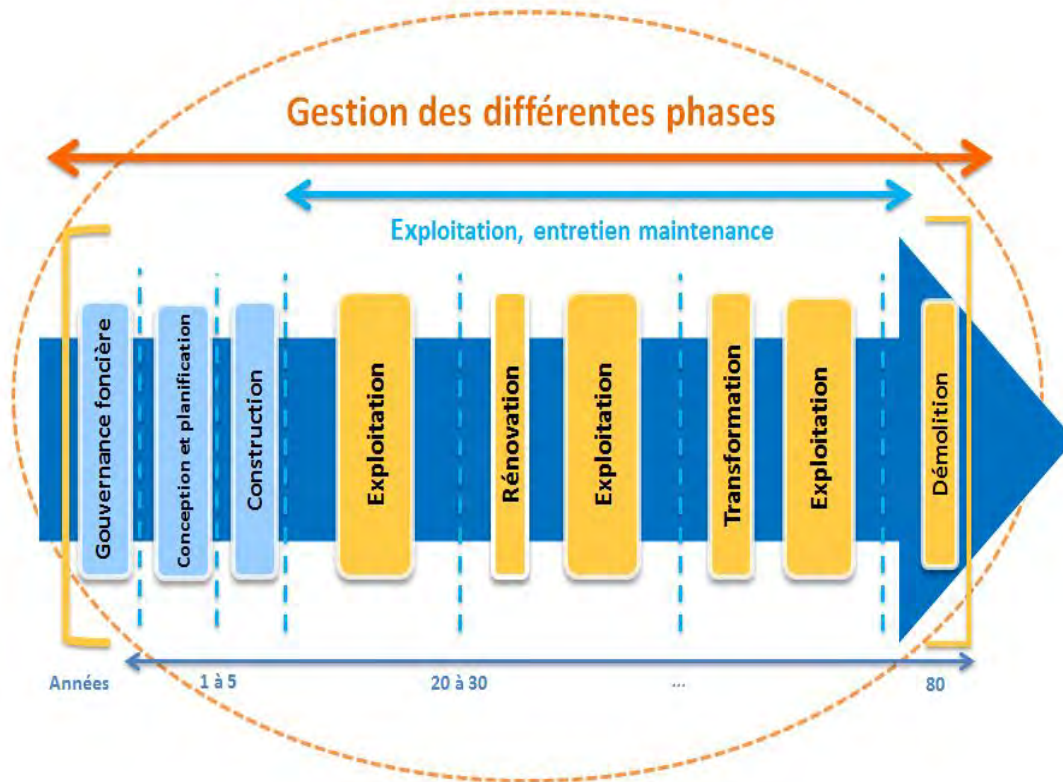 Gestion des différentes phases
Exploitation, entretien maintenance
Gouvernance foncière
Conception et planification
Construction
Exploitation
Rénovation
Exploitation
Transformation
Exploitation
Démolition
Années
1 à 5
20 à 30
...
80